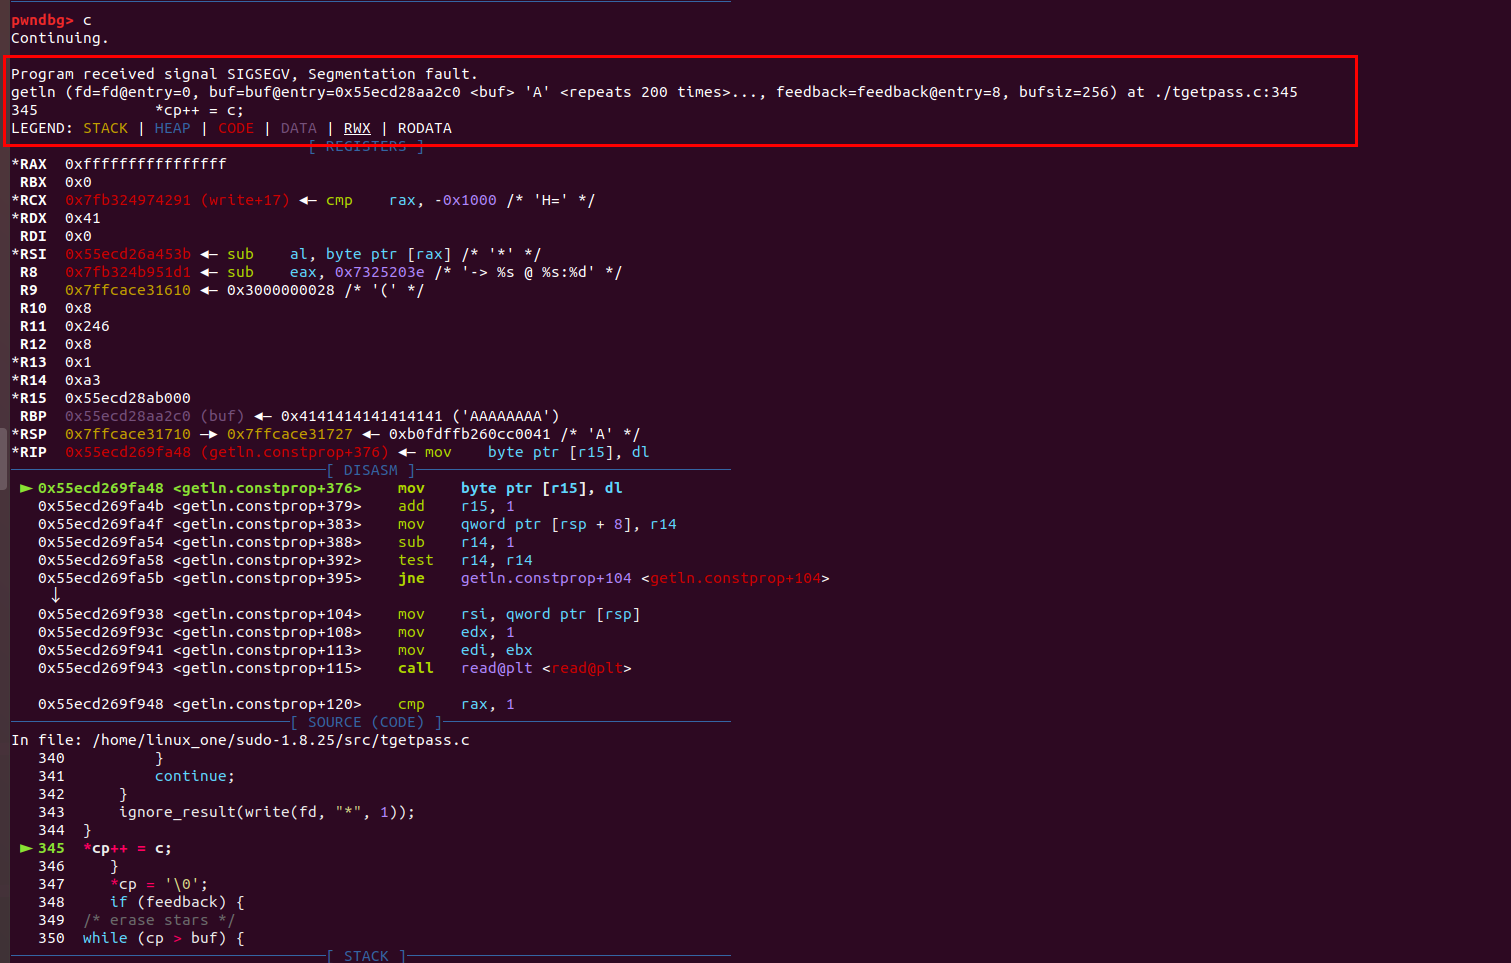 pwndbg> c
Continuing.
Program received signal SIGSEGV, Segmentation fault.
getln (fd=fd@entry=0, buf=buf@entry=0x55ecd28aa2c0 <buf> 'A' <repeats 200 times>..., feedback=feedback@entry=8, bufsiz=256) at ./tgetpass.c:345
345             *cp++ = c;
LEGEND: STACK | HEAP | CODE | DATA | RWX | RODATA
[ REGISTERS ]
*RAX  0xffffffffffffffff
RBX  0x0
*RCX  0x7fb324974291 (write+17) ◂— cmp    rax, -0x1000 /* 'H=' */
*RDX  0x41
RDI  0x0
*RSI  0x55ecd26a453b ◂— sub    al, byte ptr [rax] /* '*' */
R8   0x7fb324b951d1 ◂— sub    eax, 0x7325203e /* '-> %s @ %s:%d' */
R9   0x7ffcace31610 ◂— 0x3000000028 /* '(' */
R10  0x8
R11  0x246
R12  0x8
*R13  0x1
*R14  0xa3
*R15  0x55ecd28ab000
RBP  0x55ecd28aa2c0 (buf) ◂— 0x4141414141414141 ('AAAAAAAA')
*RSP  0x7ffcace31710 —▸ 0x7ffcace31727 ◂— 0xb0fdffb260cc0041 /* 'A' */
*RIP  0x55ecd269fa48 (getln.constprop+376) ◂— mov    byte ptr [r15], dl
[ DISASM ]
► 0x55ecd269fa48 <getln.constprop+376>    mov    byte ptr [r15], dl
0x55ecd269fa4b <getln.constprop+379>    add    r15, 1
0x55ecd269fa4f <getln.constprop+383>    mov    qword ptr [rsp + 8], r14
0x55ecd269fa54 <getln.constprop+388>    sub    r14, 1
0x55ecd269fa58 <getln.constprop+392>    test   r14, r14
0x55ecd269fa5b <getln.constprop+395>    jne    getln.constprop+104 <getln.constprop+104>
↓
0x55ecd269f938 <getln.constprop+104>    mov    rsi, qword ptr [rsp]
0x55ecd269f93c <getln.constprop+108>    mov    edx, 1
0x55ecd269f941 <getln.constprop+113>    mov    edi, ebx
0x55ecd269f943 <getln.constprop+115>    call   read@plt <read@plt>
0x55ecd269f948 <getln.constprop+120>    cmp    rax, 1
[ SOURCE (CODE) ]
In file: /home/linux_one/sudo-1.8.25/src/tgetpass.c
340          }
341          continue;
342      }
343      ignore_result(write(fd, "*", 1));
344  }
► 345  *cp++ = c;
346     }
347     *cp = '\0';
348     if (feedback) {
349  /* erase stars */
350  while (cp > buf) {
[ STACK ]